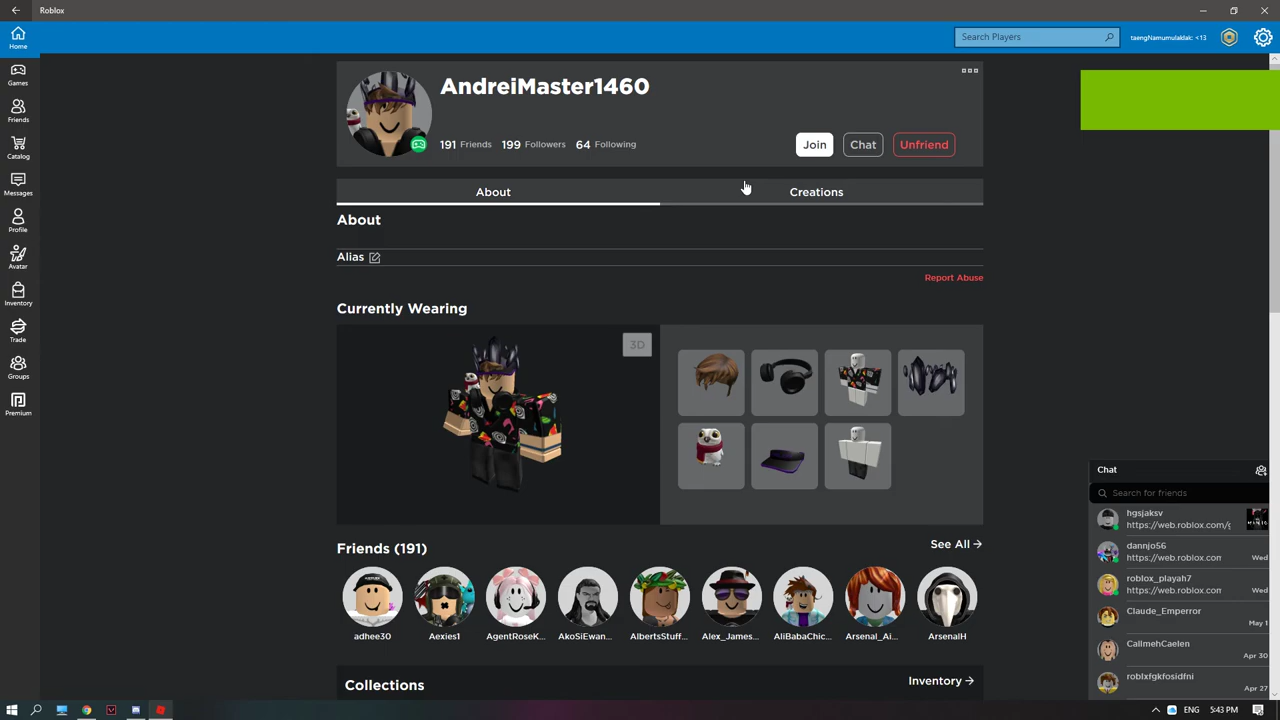 Roblox
Home
Search Players
taengNamumulaklak: <13
Games
Friends
Catalog
Messages
Profile
Avatar
Inventory
Trade
Groups
Premium
AndreiMaster1460
191 Friends 199 Followers 64 Following
Join Chat Unfriend
About Creations
About
Alias
Report Abuse
Currently Wearing
3D
Friends (191)
See All
adhee30 Aexies1 AgentRoseK... AkoSiEwan... AlbertsStuff... Alex_James... AliBabaChic... Arsenal_Ai... ArsenalH
Collections
Inventory
Chat
Search for friends
hgsjaksv
https://web.roblox.com/g
dannjo56
https://web.roblox.com Wed
roblox_playah7
https://web.roblox.com Wed
Claude_Emperror
May 1
CallmehCaelen
Apr 30
roblxfgkfosidfni
Apr 27
ENG 5:43 PM